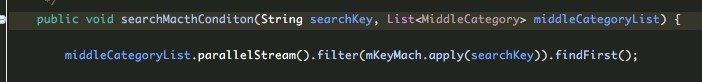 public void searchMacthConditon(String searchKey, List<MiddleCategory> middleCategoryList) {
middleCategoryList.parallelStream().filter(mKeyMach.apply(searchKey)).findFirst();